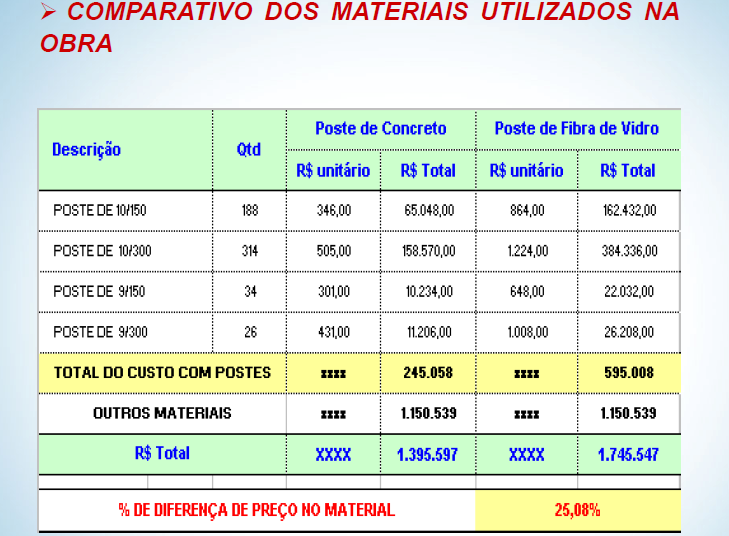 ➢ COMPARATIVO DOS MATERIAIS UTILIZADOS NA
OBRA
Descrição Qtd Poste de Concreto Poste de Fibra de Vidro
R$ unitário R$ Total R$ unitário R$ Total
POSTE DE 10/150 188 346,00 65.048,00 864,00 162.432,00
POSTE DE 10/300 314 505,00 158.570,00 1.224,00 384.336,00
POSTE DE 9/150 34 301,00 10.234,00 648,00 22.032,00
POSTE DE 9/300 26 431,00 11.206,00 1.008,00 26.208,00
TOTAL DO CUSTO COM POSTES xxxx 245.058 xxxx 595.008
OUTROS MATERIAIS xxxx 1.150.539 xxxx 1.150.539
R$ Total XXXX 1.395.597 XXXX 1.745.547
% DE DIFERENÇA DE PREÇO NO MATERIAL 25,08%